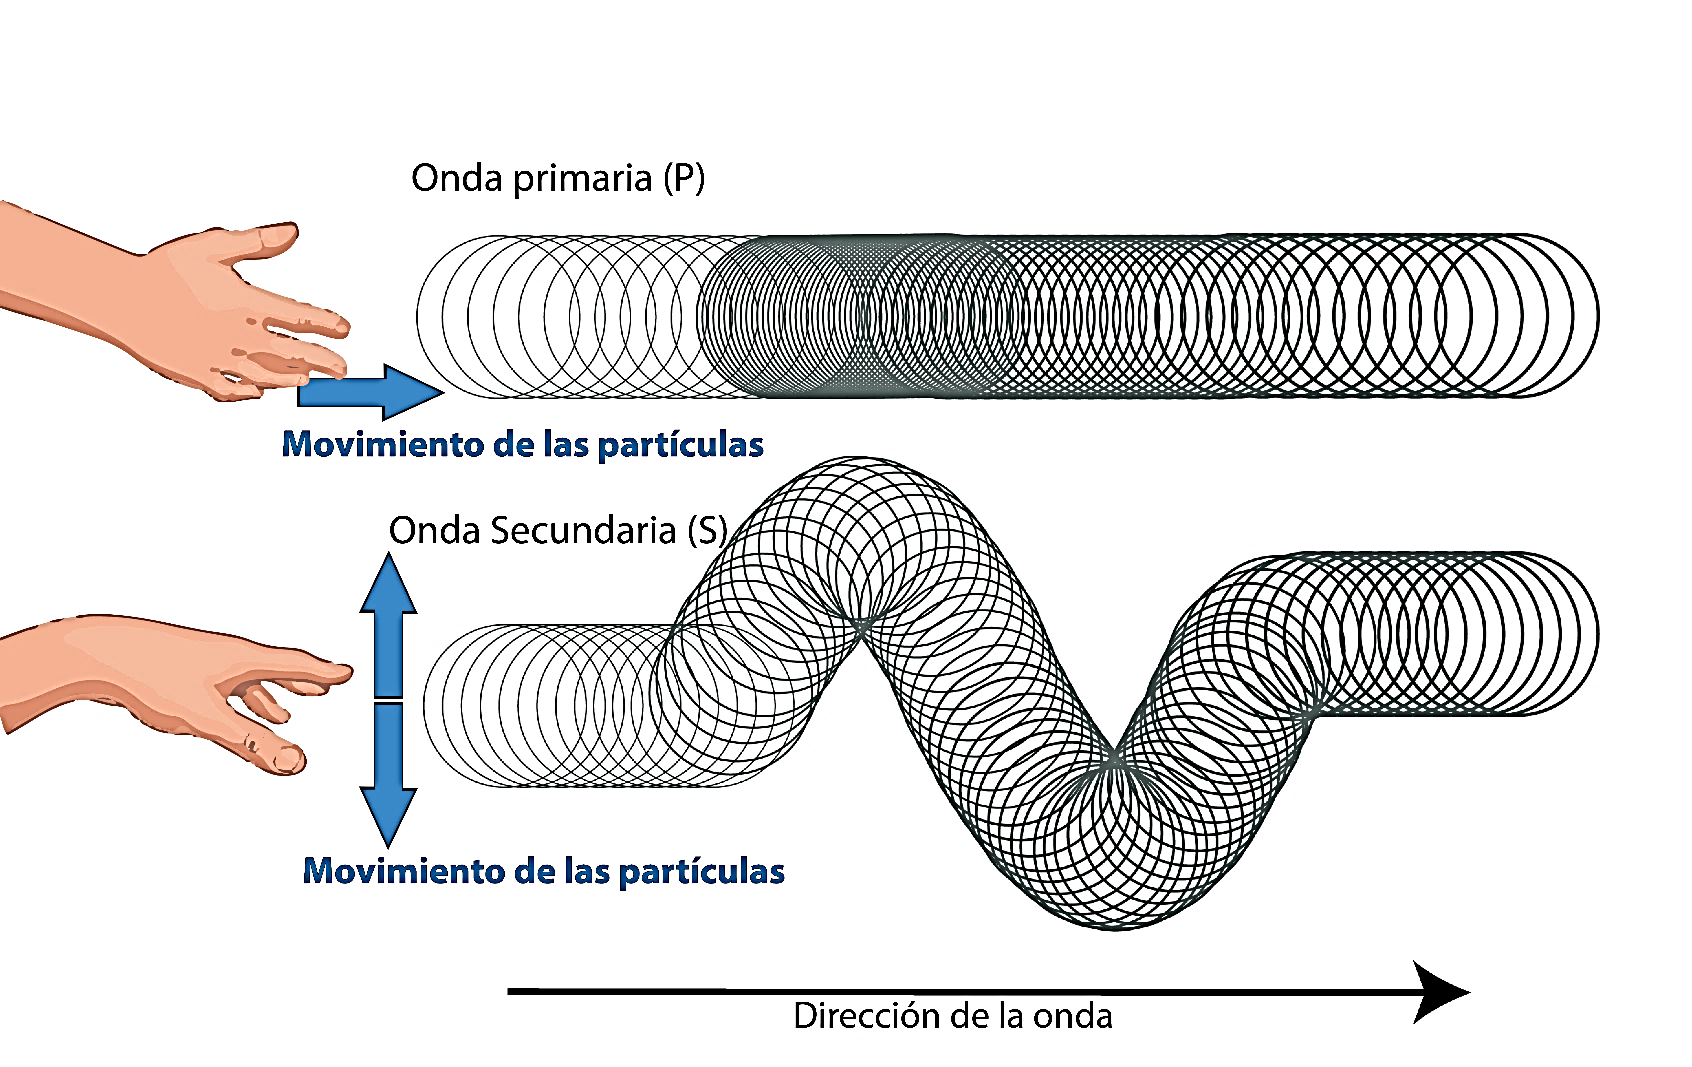 Onda primaria (P)
Movimiento de las partículas
Onda Secundaria (S)
Movimiento de las partículas
Dirección de la onda